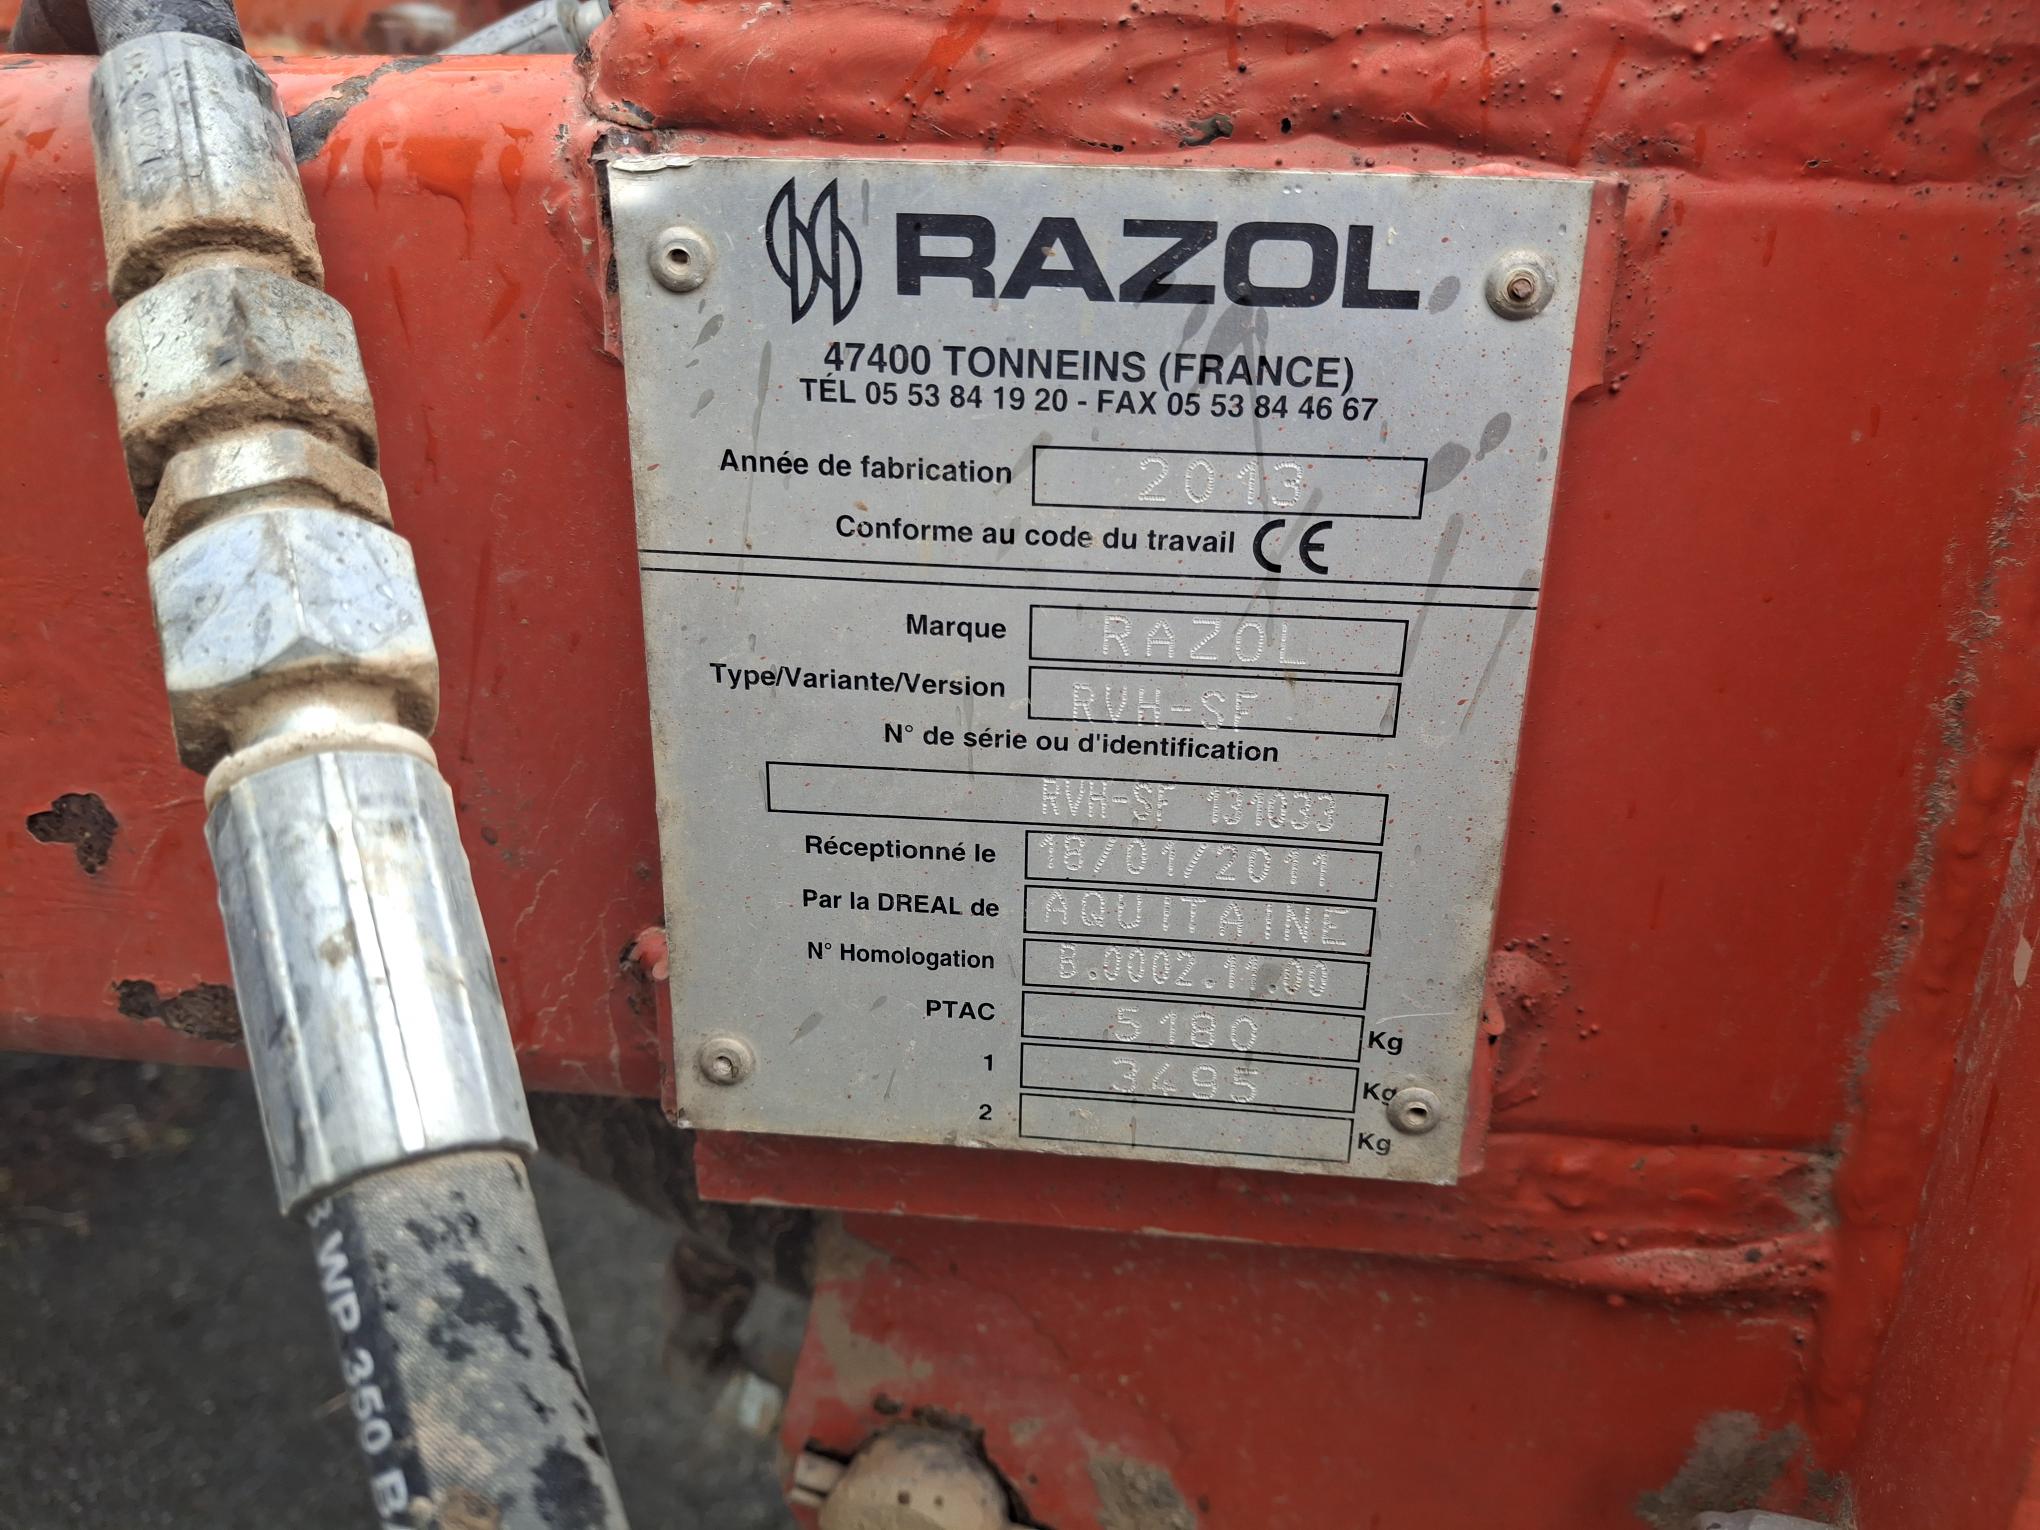 RAZOL
47400 TONNEINS (FRANCE)
TÉL 05 53 84 19 20 - FAX 05 53 84 46 67
Année de fabrication 2013
Conforme au code du travail CE
Marque RAZOL
Type/Variante/Version RVH-SF
N° de série ou d'identification
RVH-SF 131033
Réceptionné le 18/01/2011
Par la DREAL de AQUITAINE
N° Homologation
PTAC 5180 Kg
1 3495 Kg
2 Kg
WP 350 B